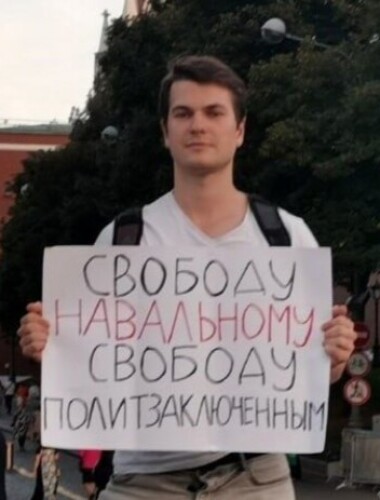 СВОБОДУ
НАВАЛЬНОМУ
СВОБОДУ
ПОЛИТЗАКЛЮЧЕННЫМ